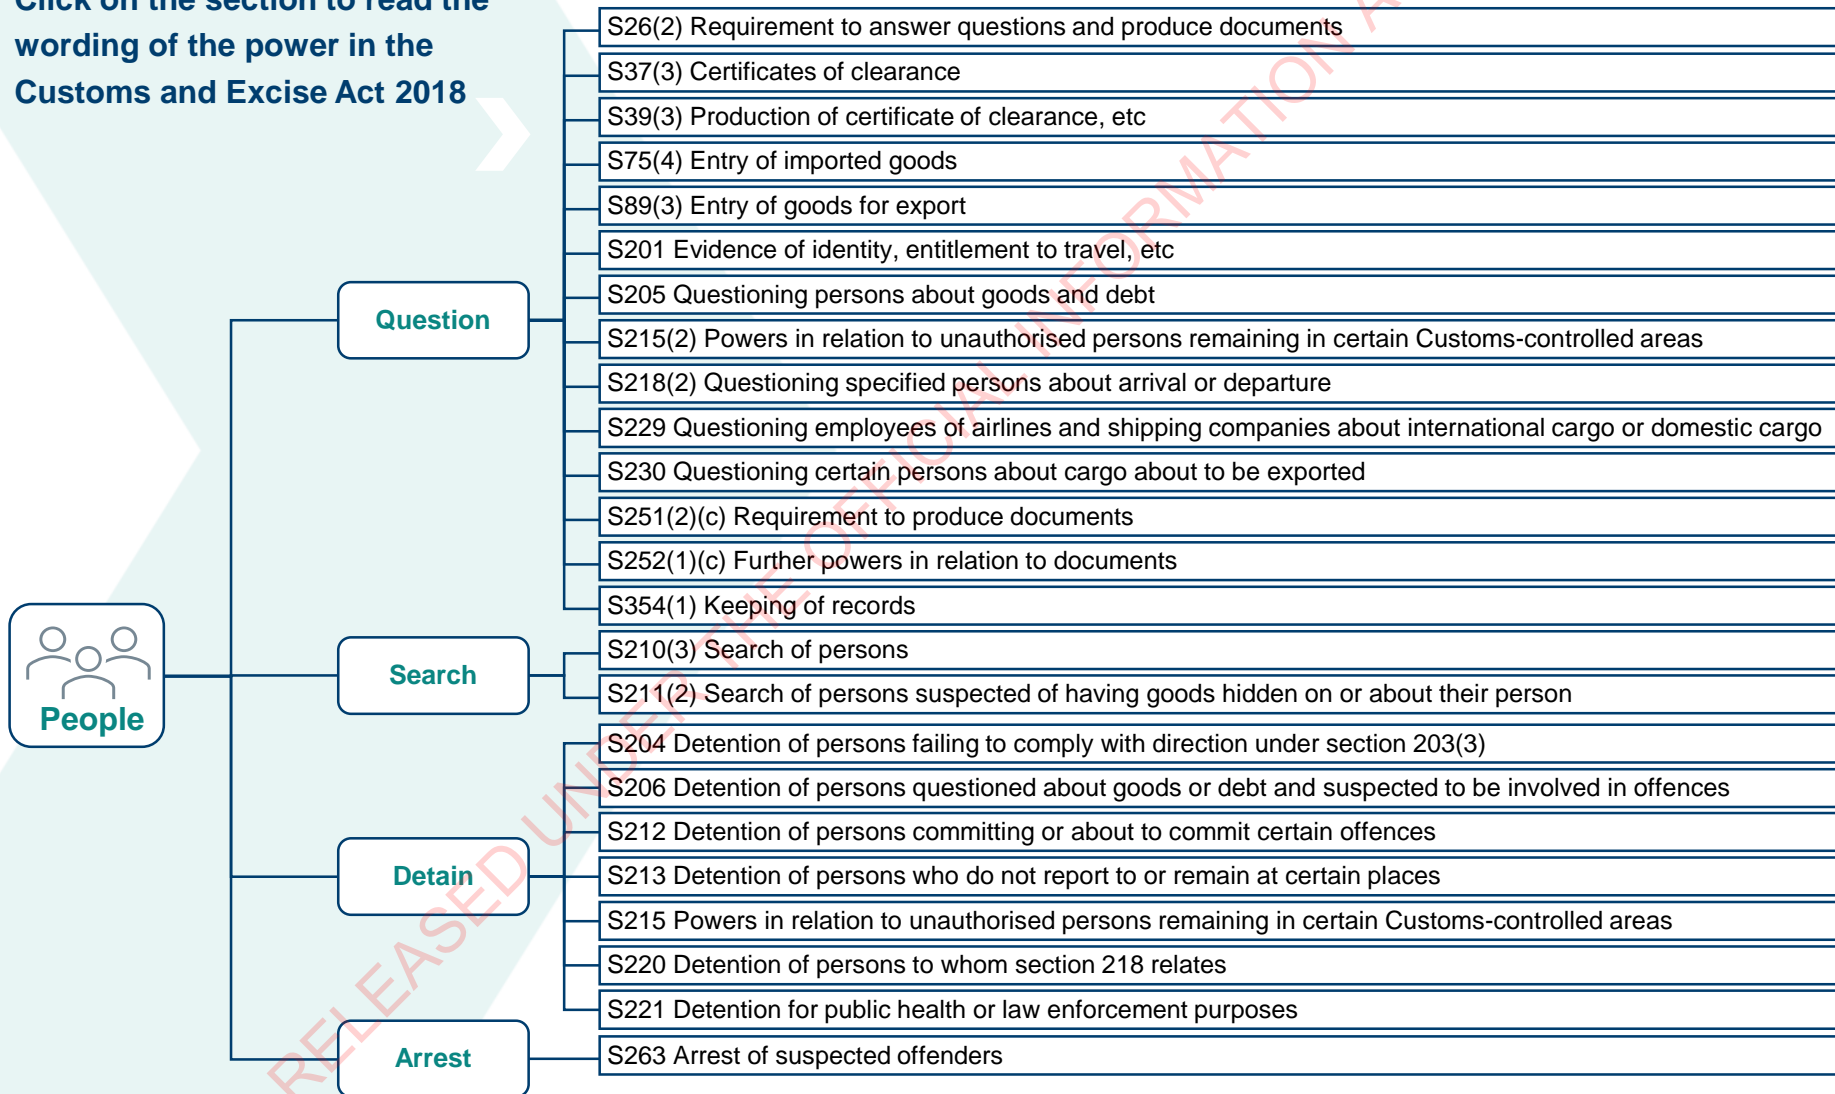 Click on the section to read the
wording of the power in the
Customs and Excise Act 2018
S26(2) Requirement to answer questions and produce documents
S37(3) Certificates of clearance
S39(3) Production of certificate of clearance, etc
S75(4) Entry of imported goods
S89(3) Entry of goods for export
S201 Evidence of identity, entitlement to travel, etc
S205 Questioning persons about goods and debt
S215(2) Powers in relation to unauthorised persons remaining in certain Customs-controlled areas
S218(2) Questioning specified persons about arrival or departure
S229 Questioning employees of airlines and shipping companies about international cargo or domestic cargo
S230 Questioning certain persons about cargo about to be exported
S251(2)(c) Requirement to produce documents
S252(1)(c) Further powers in relation to documents
S354(1) Keeping of records
Question
S210(3) Search of persons
S211(2) Search of persons suspected of having goods hidden on or about their person
Search
People
S204 Detention of persons failing to comply with direction under section 203(3)
S206 Detention of persons questioned about goods or debt and suspected to be involved in offences
S212 Detention of persons committing or about to commit certain offences
S213 Detention of persons who do not report to or remain at certain places
S215 Powers in relation to unauthorised persons remaining in certain Customs-controlled areas
S220 Detention of persons to whom section 218 relates
S221 Detention for public health or law enforcement purposes
Detain
S263 Arrest of suspected offenders
Arrest
RELEASED UNDER THE OFFICIAL INFORMATION A